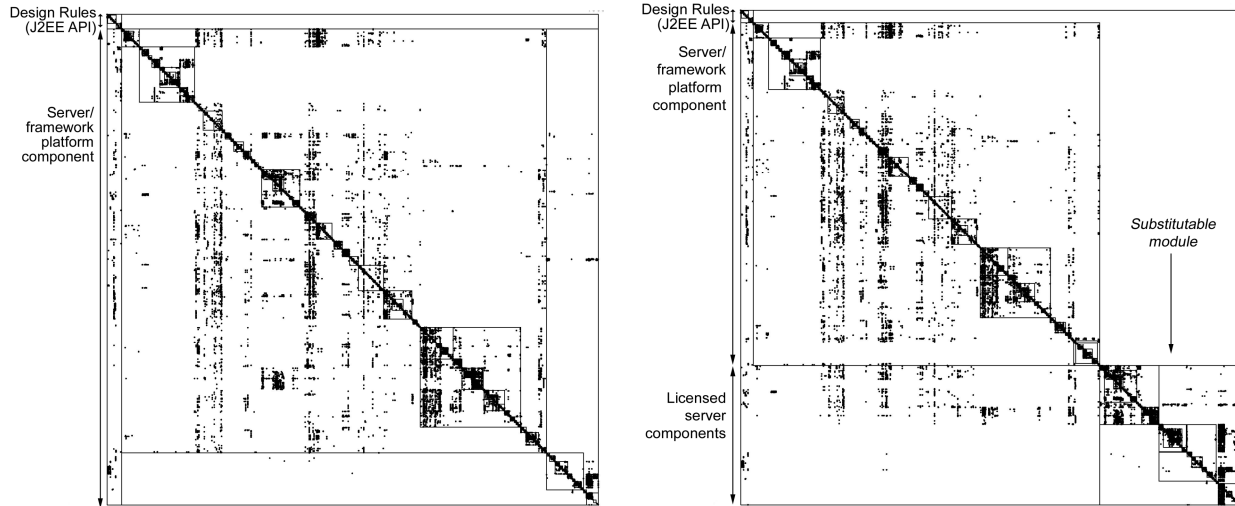 Design Rules
(J2EE API)
Server/
framework
platform
component
Design Rules
(J2EE API)
Server/
framework
platform
component
Substitutable
module
Licensed
server
components